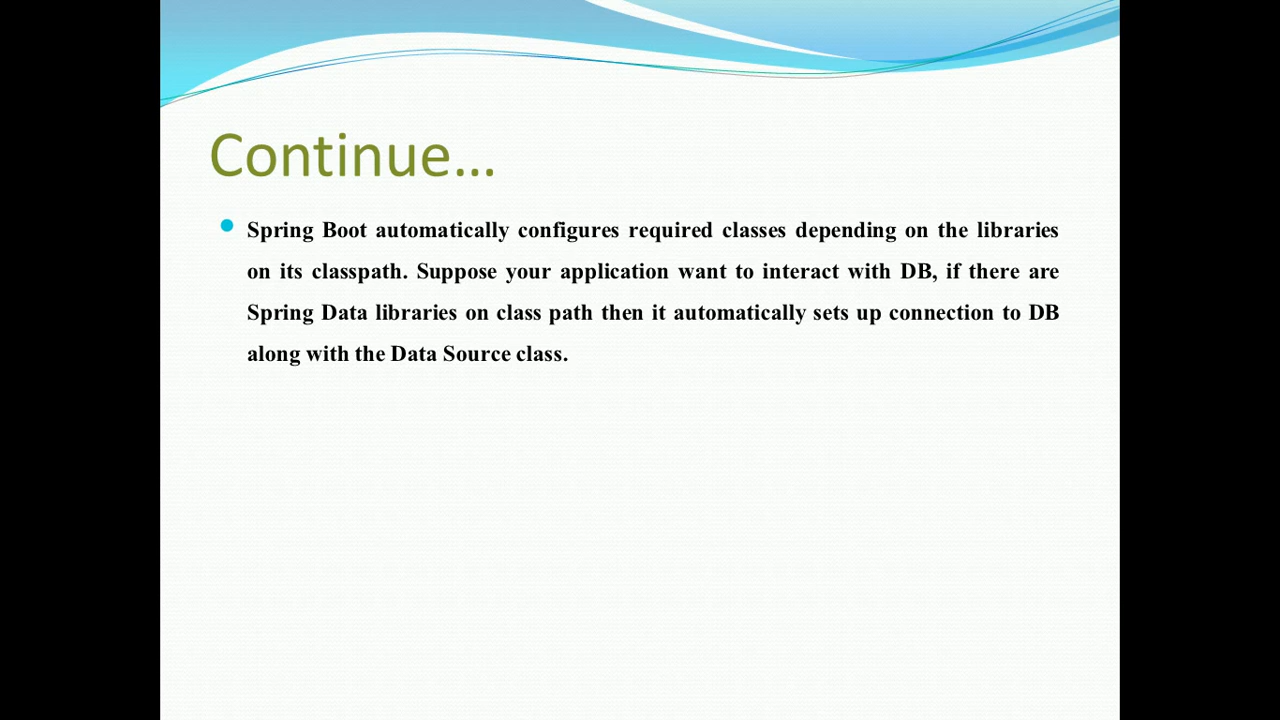 Continue...
Spring Boot automatically configures required classes depending on the libraries
on its classpath. Suppose your application want to interact with DB, if there are
Spring Data libraries on class path then it automatically sets up connection to DB
along with the Data Source class.